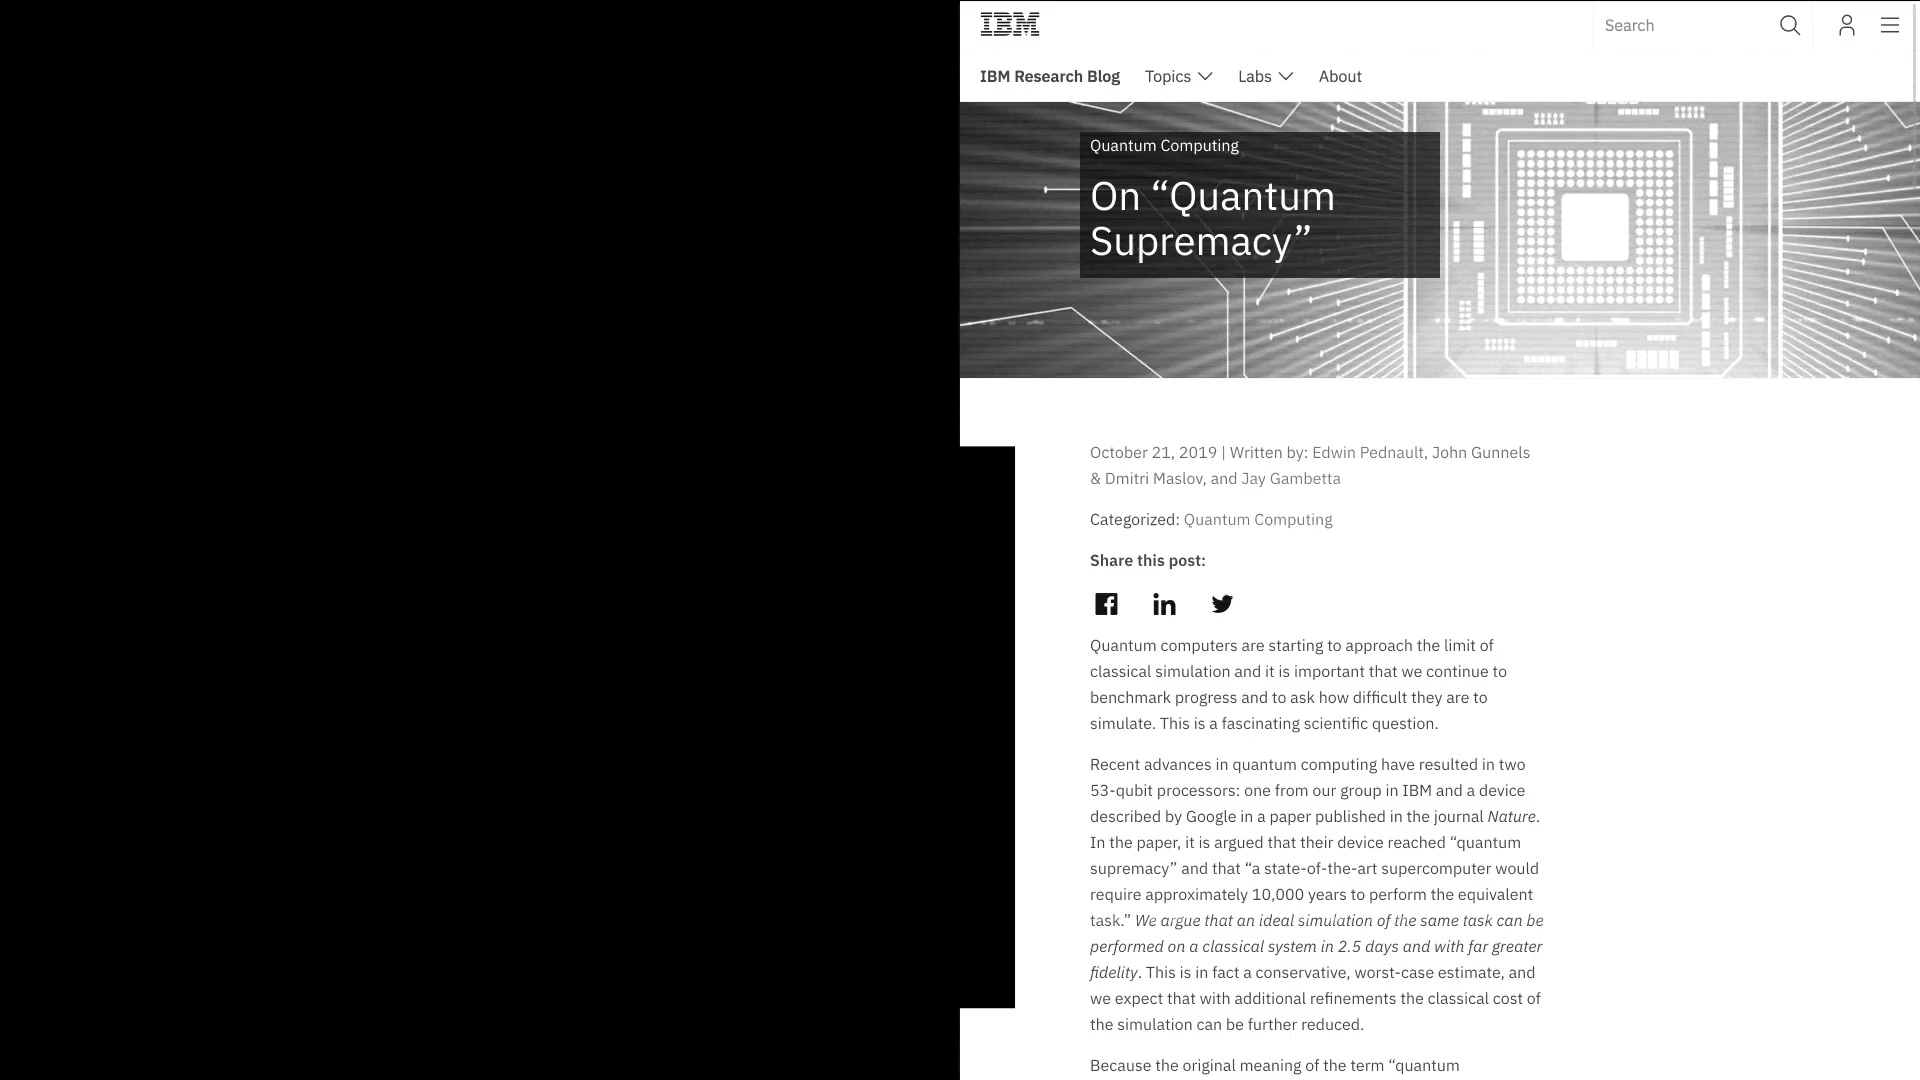 IBM
Search
IBM Research Blog Topics Labs About
Quantum Computing
On “Quantum
Supremacy”
October 21, 2019 | Written by: Edwin Pednault, John Gunnels
& Dmitri Maslov, and Jay Gambetta
Categorized: Quantum Computing
Share this post:
Quantum computers are starting to approach the limit of
classical simulation and it is important that we continue to
benchmark progress and to ask how difficult they are to
simulate. This is a fascinating scientific question.
Recent advances in quantum computing have resulted in two
53-qubit processors: one from our group in IBM and a device
described by Google in a paper published in the journal Nature.
In the paper, it is argued that their device reached “quantum
supremacy” and that “a state-of-the-art supercomputer would
require approximately 10,000 years to perform the equivalent
task.” We argue that an ideal simulation of the same task can be
performed on a classical system in 2.5 days and with far greater
fidelity. This is in fact a conservative, worst-case estimate, and
we expect that with additional refinements the classical cost of
the simulation can be further reduced.
Because the original meaning of the term “quantum